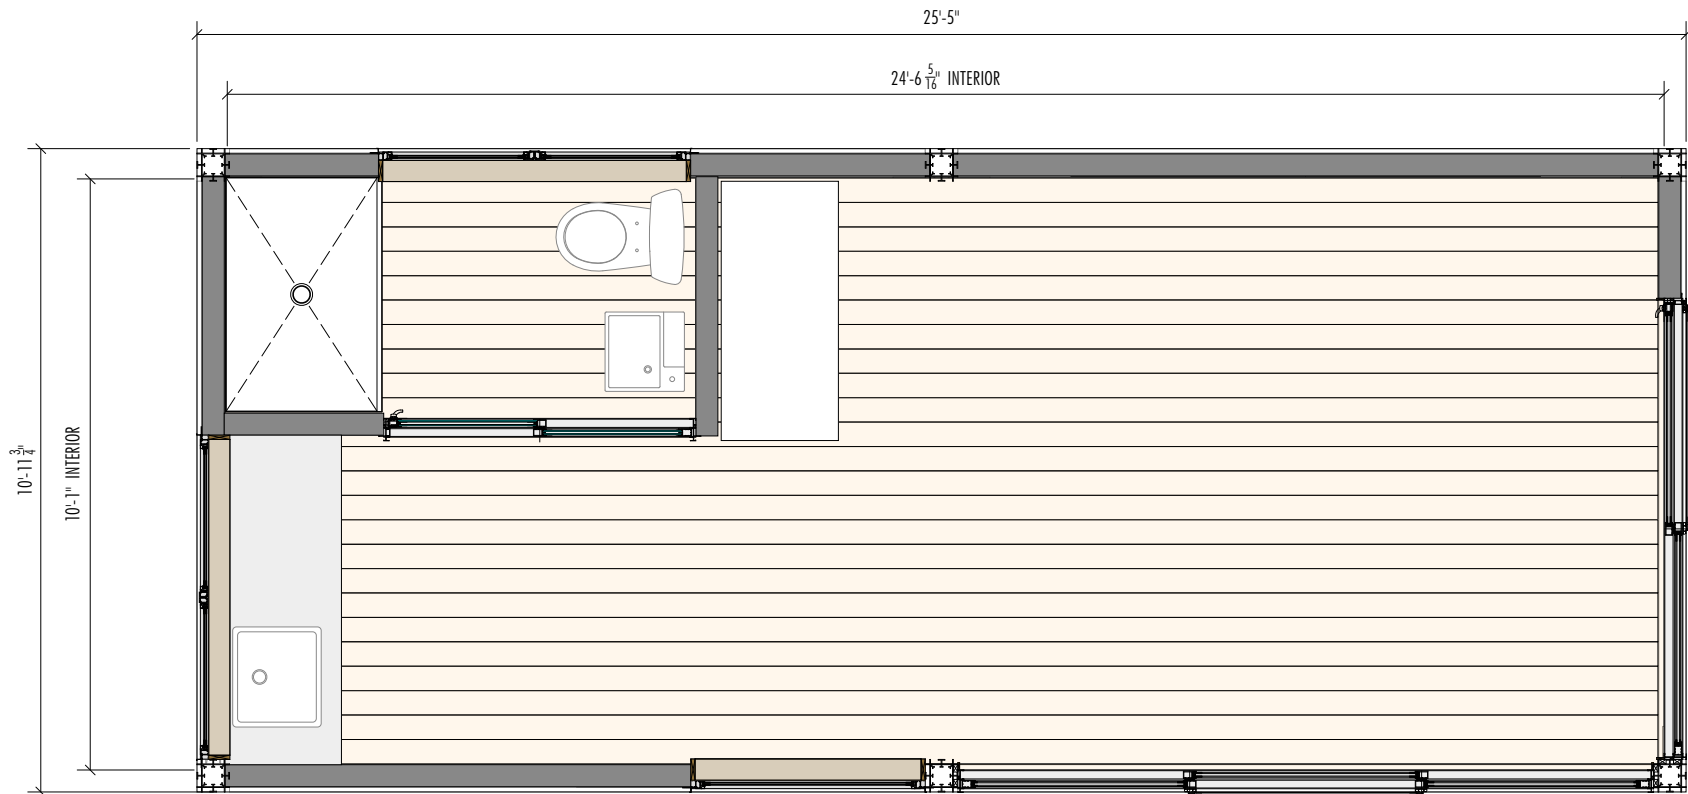 25'-5"
24'-6 5/16" INTERIOR
10'-11 3/4"
10'-1" INTERIOR